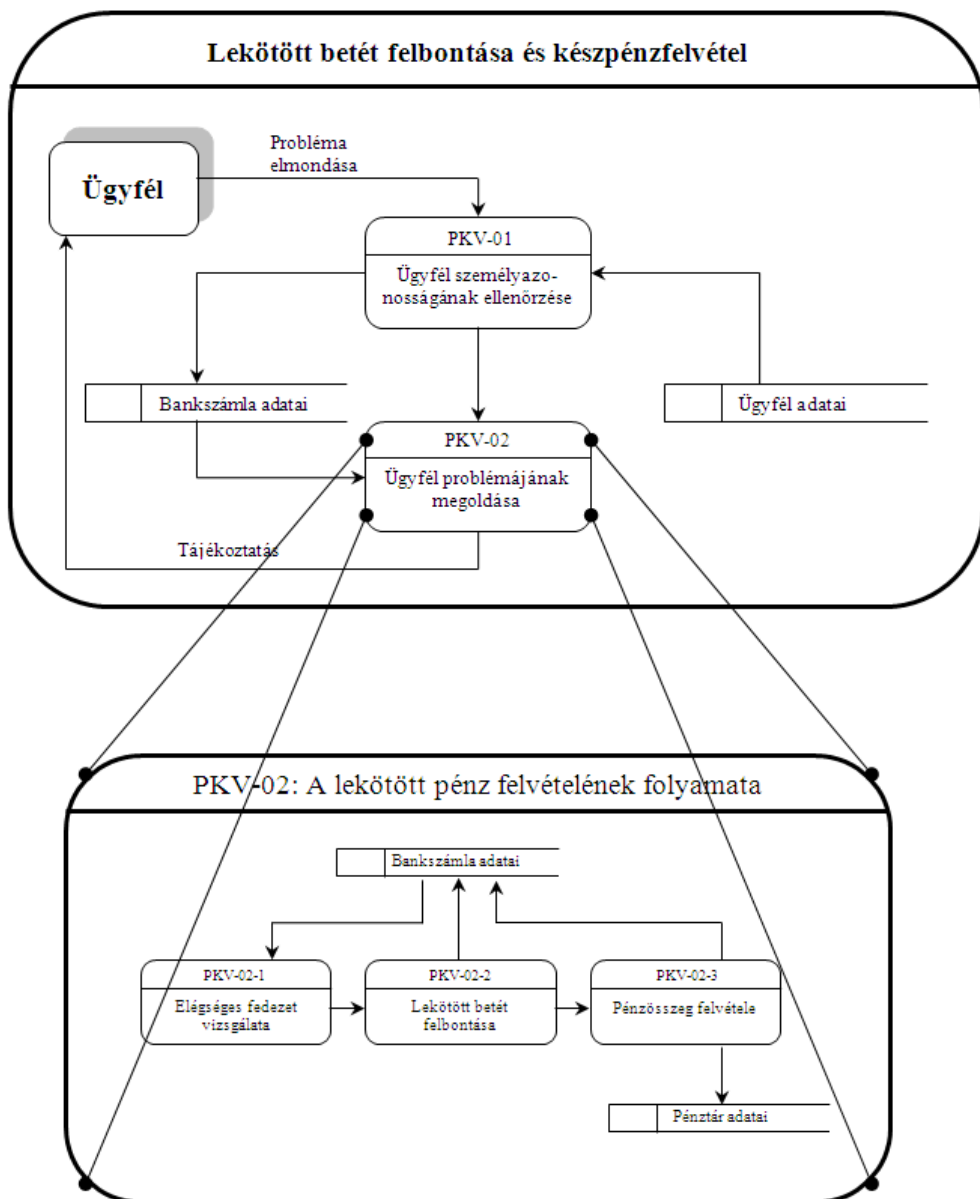 Lekötött betét felbontása és készpénzfelvétel
Probléma
elmondása
Ügyfél
PKV-01
Ügyfél személyazo-
nosságának ellenőrzése
Bankszámla adatai
Ügyfél adatai
PKV-02
Ügyfél problémájának
megoldása
Tájékoztatás
PKV-02: A lekötött pénz felvételének folyamata
Bankszámla adatai
PKV-02-1
Elégséges fedezet
vizsgálata
PKV-02-2
Lekötött betét
felbontása
PKV-02-3
Pénzösszeg felvétele
Pénztár adatai